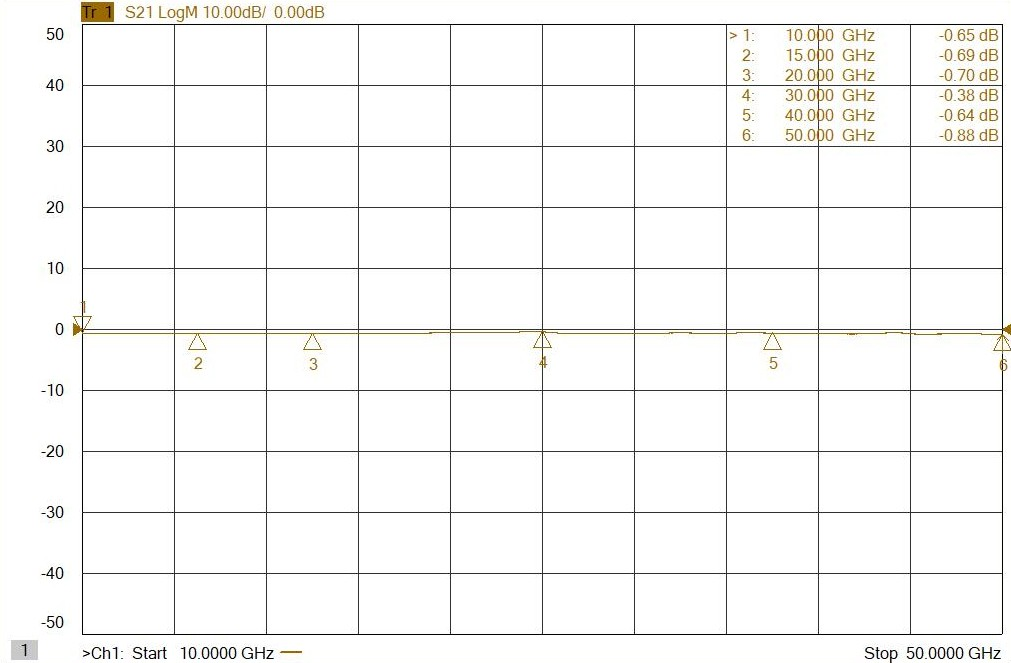 Tr 1 S21 LogM 10.00dB/ 0.00dB
50
> 1: 10.000 GHz -0.65 dB
2: 15.000 GHz -0.69 dB
3: 20.000 GHz -0.70 dB
4: 30.000 GHz -0.38 dB
5: 40.000 GHz -0.64 dB
6: 50.000 GHz -0.88 dB
40
30
20
10
1
0
2 3 4 5 6
-10
-20
-30
-40
-50
1 >Ch1: Start 10.0000 GHz Stop 50.0000 GHz